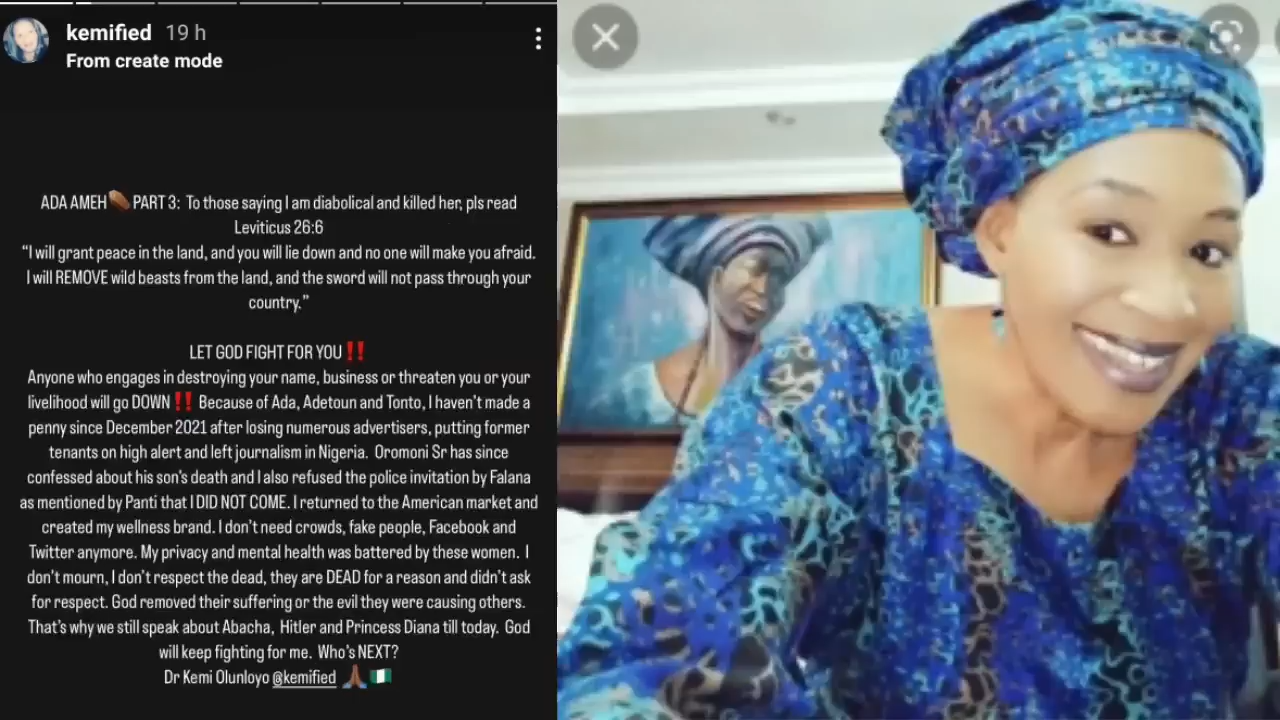 kemified 19 h
From create mode
ADA AMEH⚰️ PART 3: To those saying I am diabolical and killed her, pls read
Leviticus 26:6
“I will grant peace in the land, and you will lie down and no one will make you afraid.
I will REMOVE wild beasts from the land, and the sword will not pass through your
country.”
LET GOD FIGHT FOR YOU‼️
Anyone who engages in destroying your name, business or threaten you or your
livelihood will go DOWN‼️ Because of Ada, Adetoun and Tonto, I haven’t made a
penny since December 2021 after losing numerous advertisers, putting former
tenants on high alert and left journalism in Nigeria. Oromoni Sr has since
confessed about his son’s death and I also refused the police invitation by Falana
as mentioned by Panti that I DID NOT COME. I returned to the American market and
created my wellness brand. I don’t need crowds, fake people, Facebook and
Twitter anymore. My privacy and mental health was battered by these women. I
don’t mourn, I don’t respect the dead, they are DEAD for a reason and didn’t ask
for respect. God removed their suffering or the evil they were causing others.
That’s why we still speak about Abacha, Hitler and Princess Diana till today. God
will keep fighting for me. Who’s NEXT?
Dr Kemi Olunloyo @kemified 🙏🏾🇳🇬